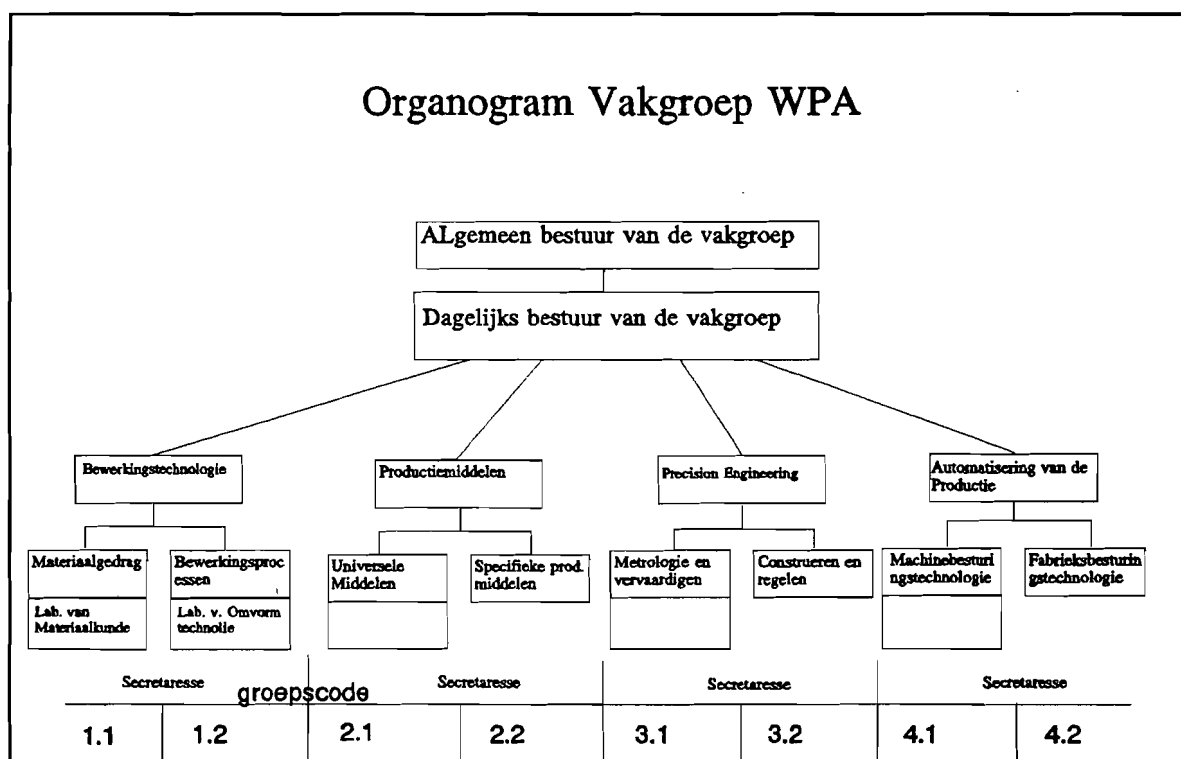 Organogram Vakgroep WPA
ALgemeen bestuur van de vakgroep
Dagelijks bestuur van de vakgroep
Bewerkingstechnologie
Productiemiddelen
Precision Engineering
Automatisering van de
Productie
Materiaalgedrag
Lab. van
Materiaalkunde
Bewerkingsproc
essen
Lab. v. Omvorm
technolie
Universele
Middelen
Specifieke prod.
middelen
Metrologie en
vervaardigen
Construeren en
regelen
Machinebesturi
ngstechnologie
Fabrieksbesturin
gstechnologie
Secretaresse
groepscode
Secretaresse
Secretaresse
Secretaresse
1.1 1.2 2.1 2.2 3.1 3.2 4.1 4.2